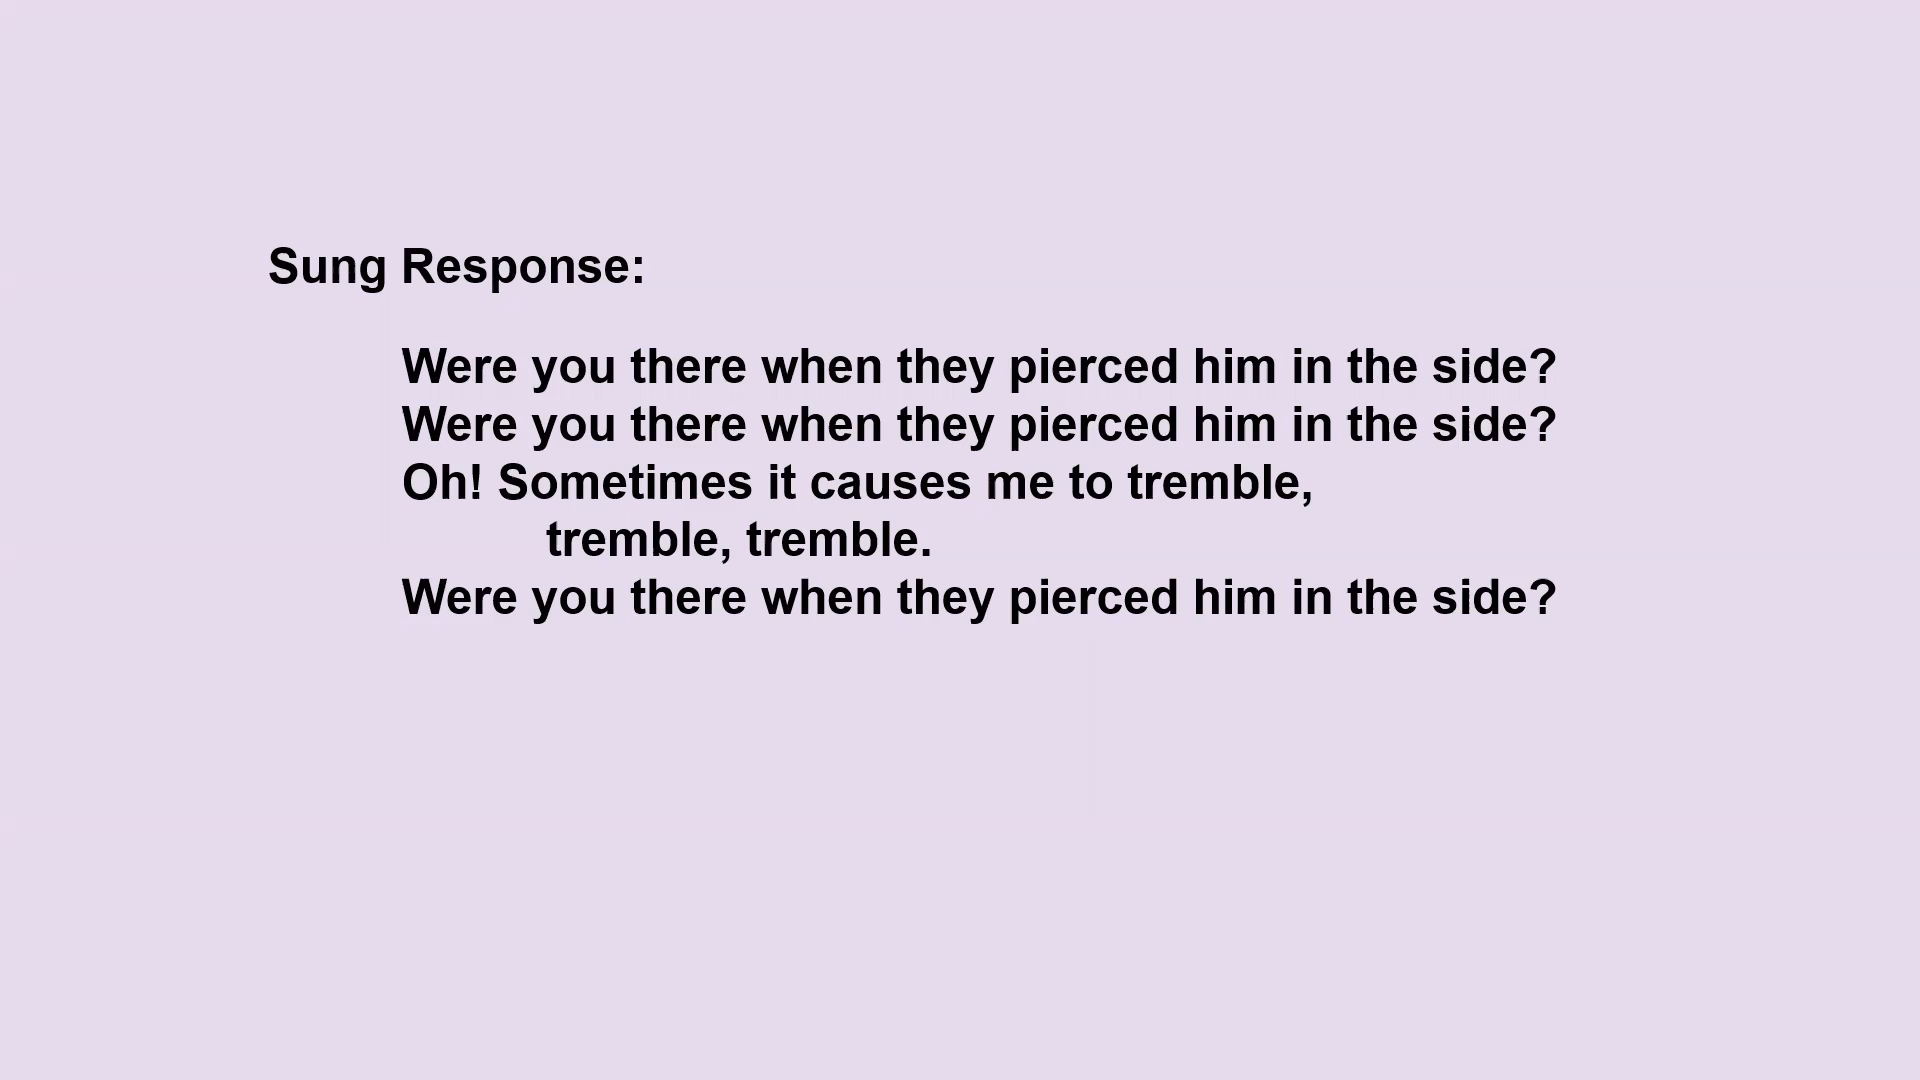 Sung Response:
Were you there when they pierced him in the side?
Were you there when they pierced him in the side?
Oh! Sometimes it causes me to tremble,
tremble, tremble.
Were you there when they pierced him in the side?